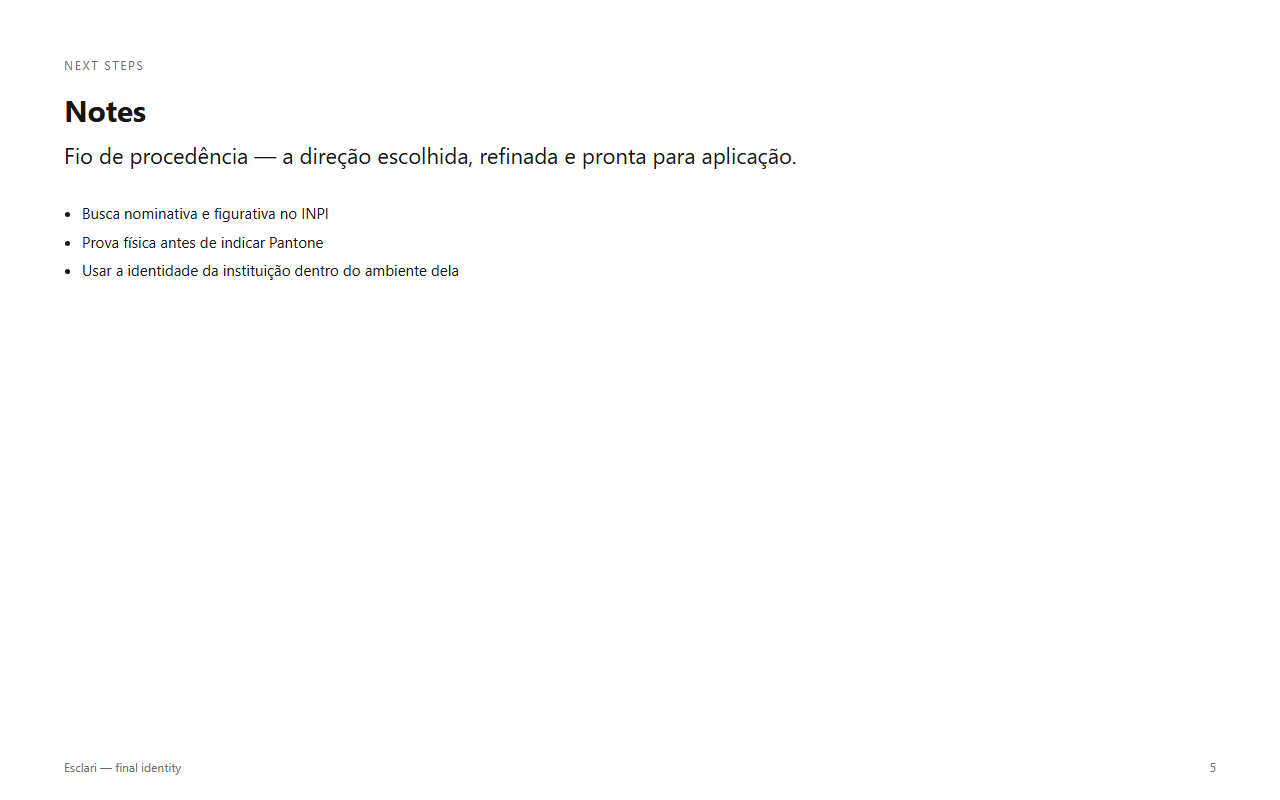 NEXT STEPS
Notes
Fio de procedência — a direção escolhida, refinada e pronta para aplicação.
• Busca nominativa e figurativa no INPI
• Prova física antes de indicar Pantone
• Usar a identidade da instituição dentro do ambiente dela
Esclari — final identity
5